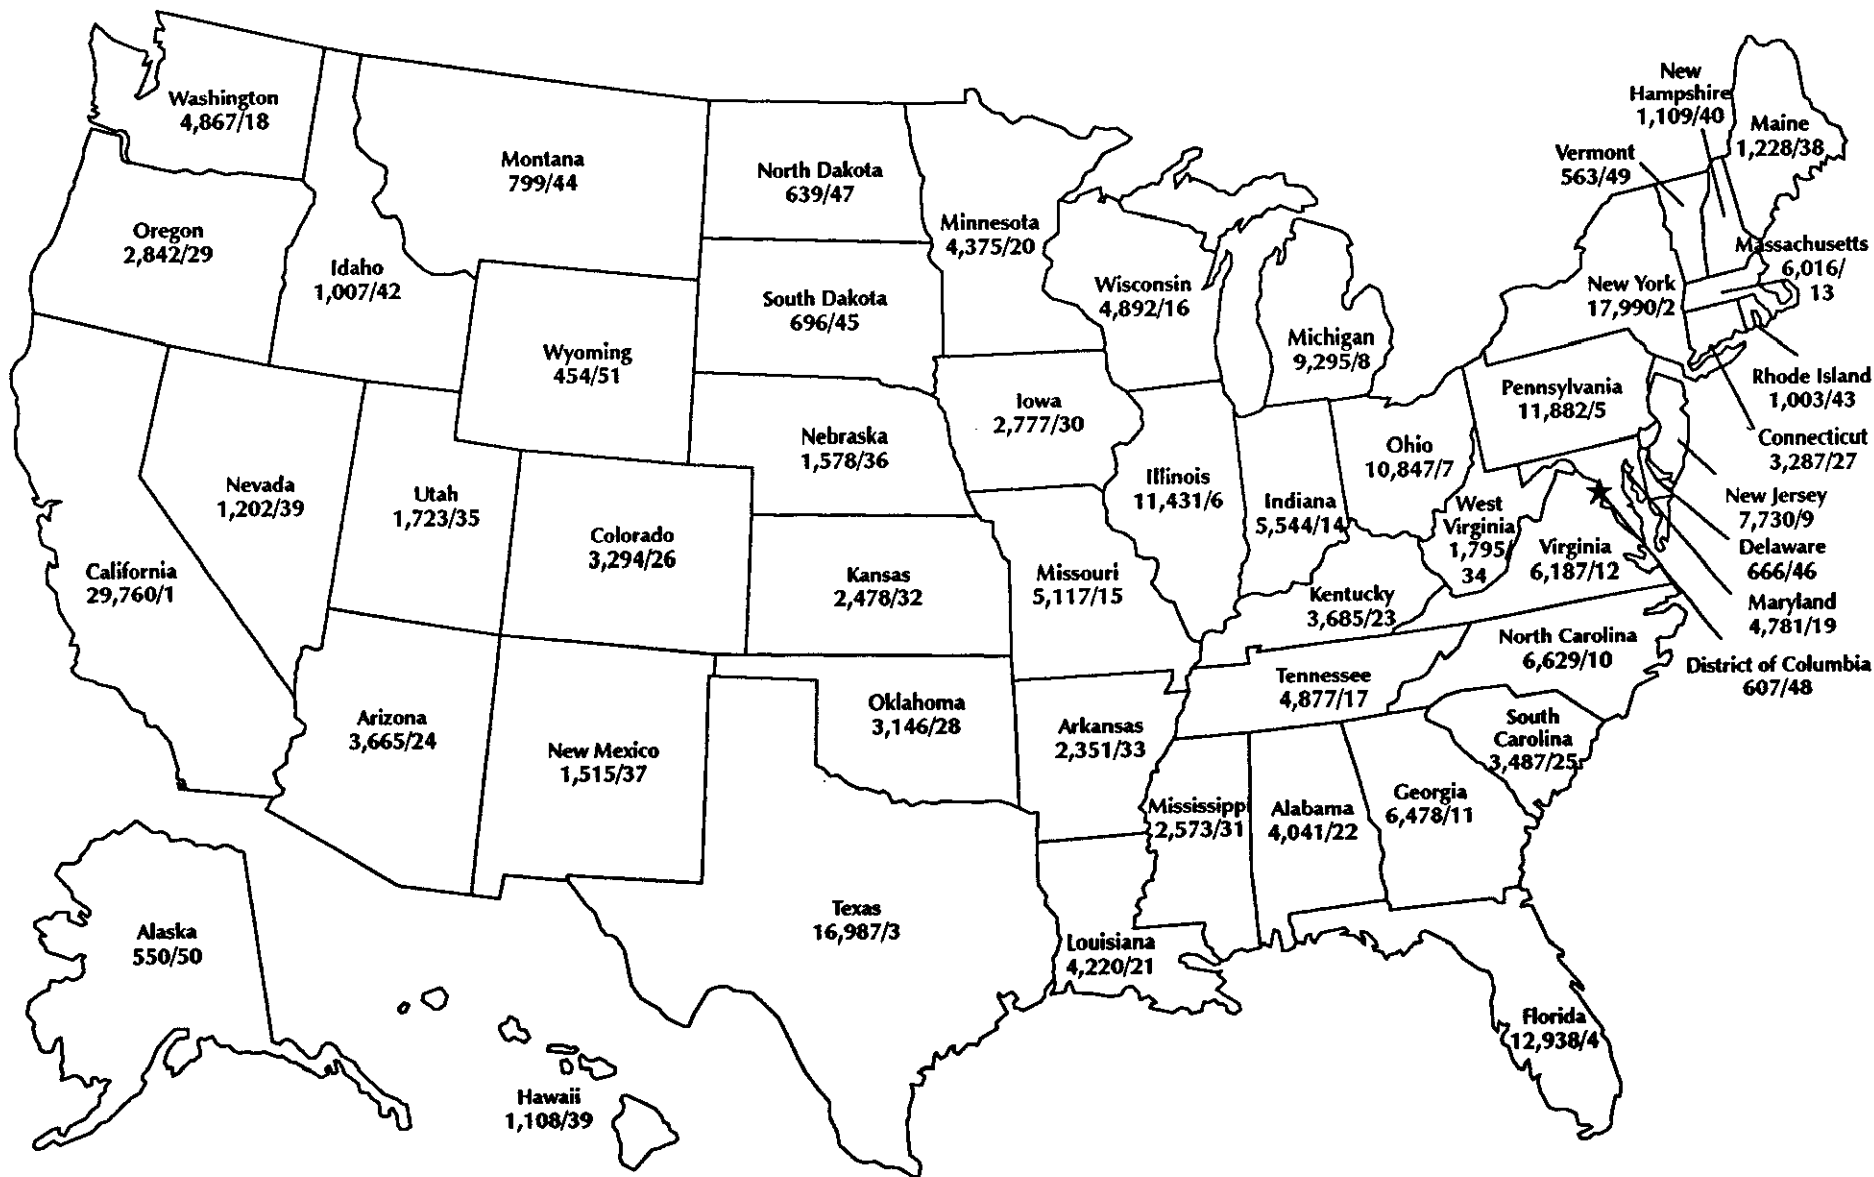 Washington
4,867/18
Oregon
2,842/29
California
29,760/1
Idaho
1,007/42
Nevada
1,202/39
Montana
799/44
Wyoming
454/51
Utah
1,723/35
Colorado
3,294/26
Arizona
3,665/24
New Mexico
1,515/37
North Dakota
639/47
South Dakota
696/45
Nebraska
1,578/36
Kansas
2,478/32
Oklahoma
3,146/28
Texas
16,987/3
Minnesota
4,375/20
Iowa
2,777/30
Missouri
5,117/15
Arkansas
2,351/33
Louisiana
4,220/21
Wisconsin
4,892/16
Illinois
11,431/6
Michigan
9,295/8
Indiana
5,544/14
Ohio
10,847/7
Kentucky
3,685/23
Tennessee
4,877/17
Mississippi
2,573/31
Alabama
4,041/22
Georgia
6,478/11
Florida
12,938/4
South
Carolina
3,487/25
North Carolina
6,629/10
Virginia
6,187/12
West
Virginia
1,795/
34
Pennsylvania
11,882/5
New York
17,990/2
Vermont
563/49
New
Hampshire
1,109/40
Maine
1,228/38
Massachusetts
6,016/
13
Rhode Island
1,003/43
Connecticut
3,287/27
New Jersey
7,730/9
Delaware
666/46
Maryland
4,781/19
District of Columbia
607/48
Alaska
550/50
Hawaii
1,108/39